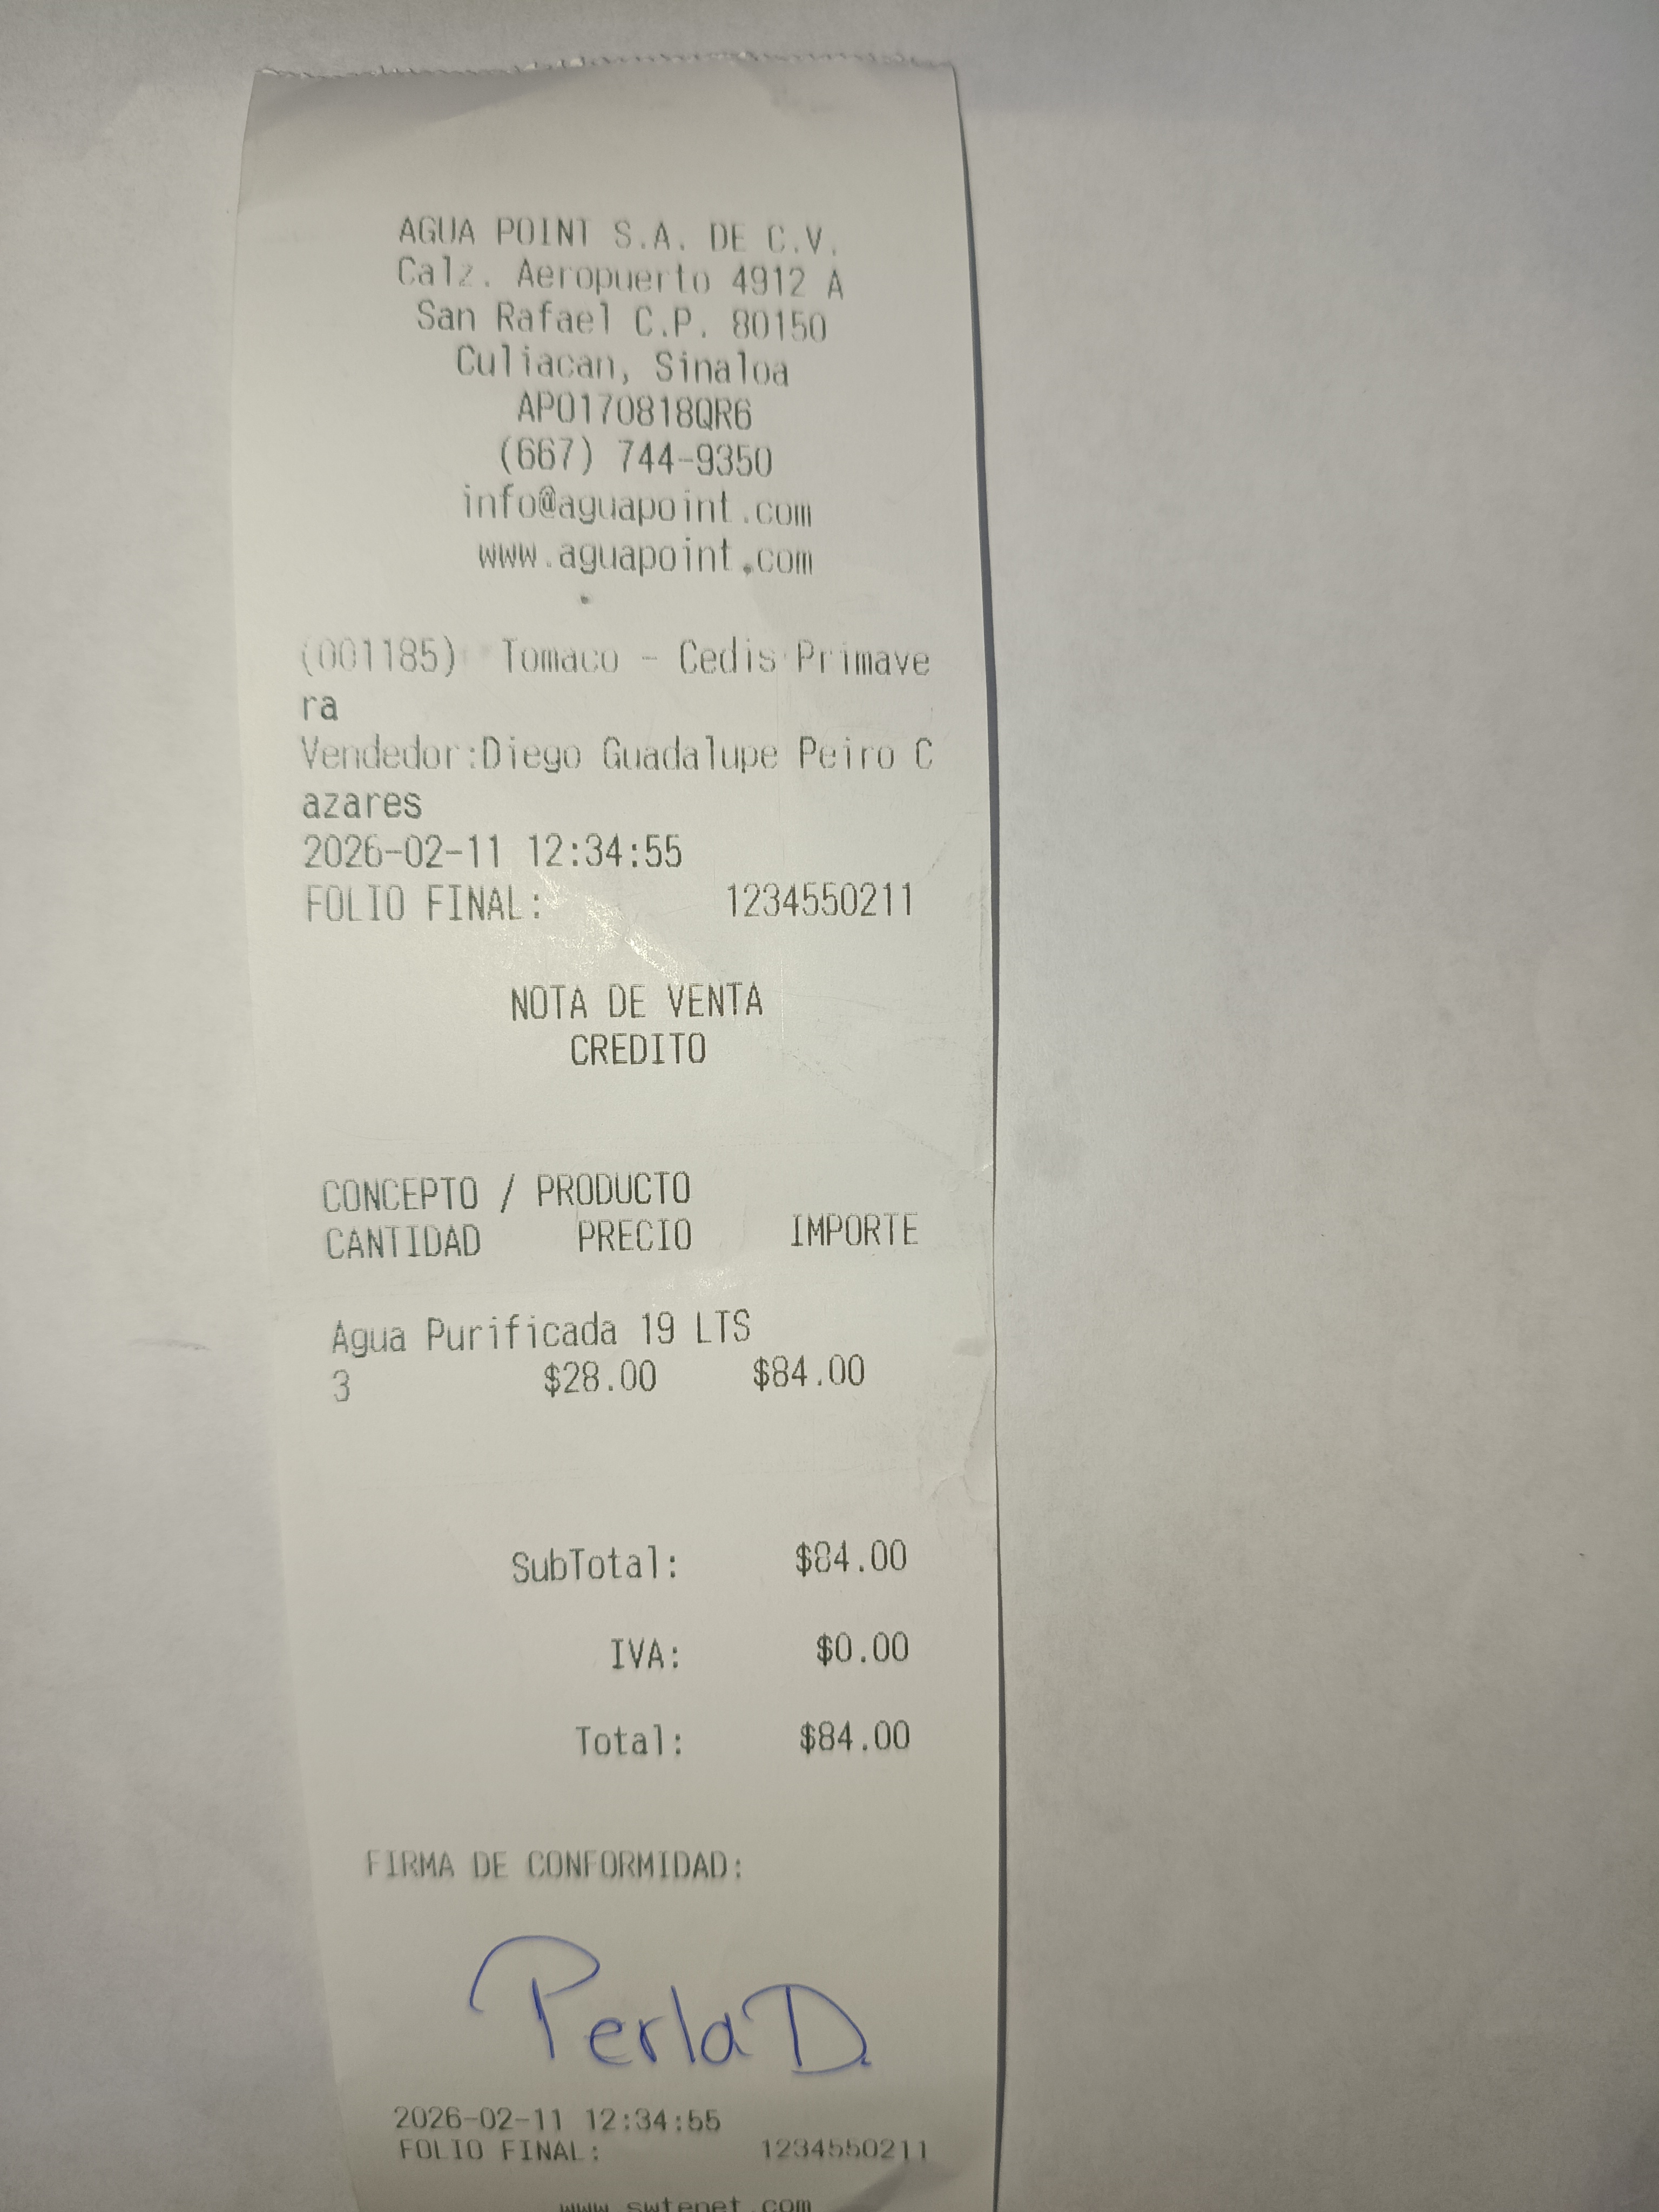 AGUA POINT S.A. DE C.V.
Calz. Aeropuerto 4912 A
San Rafael C.P. 80150
Culiacan, Sinaloa
APO170818QR6
(667) 744-9350
info@aguapoint.com
www.aguapoint.com
(001185) Tomaco - Cedis Primave
ra
Vendedor:Diego Guadalupe Peiro C
azares
2026-02-11 12:34:55
FOLIO FINAL: 1234550211
NOTA DE VENTA
CREDITO
CONCEPTO / PRODUCTO
CANTIDAD PRECIO IMPORTE
Agua Purificada 19 LTS
3 $28.00 $84.00
SubTotal: $84.00
IVA: $0.00
Total: $84.00
FIRMA DE CONFORMIDAD:
Perla D.
2026-02-11 12:34:55
FOLIO FINAL: 1234550211
www.swtenet.com